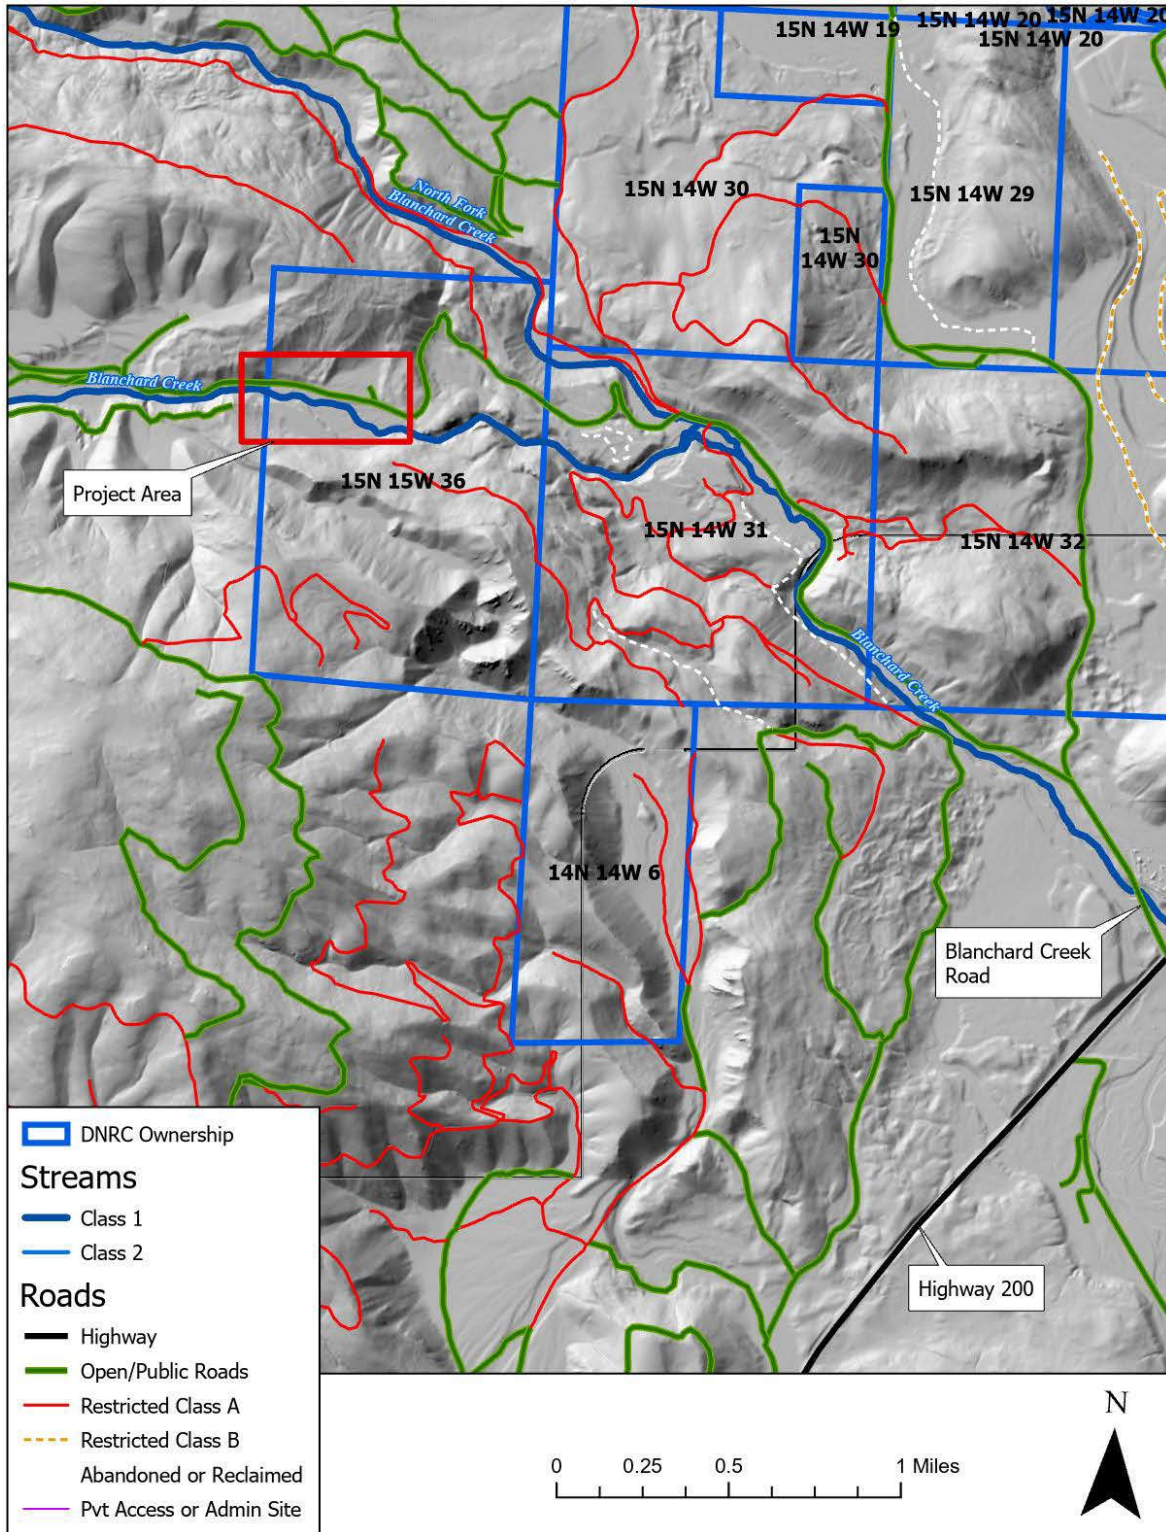 15N 14W 19
15N 14W 20
15N 14W 20
15N 14W 20
15N 14W 30
15N 14W 29
North Fork
Blanchard Creek
15N
14W 30
Blanchard Creek
Project Area
15N 15W 36
15N 14W 31
15N 14W 32
Blanchard Creek
14N 14W 6
Blanchard Creek
Road
Highway 200
DNRC Ownership
Streams
Class 1
Class 2
Roads
Highway
Open/Public Roads
Restricted Class A
Restricted Class B
Abandoned or Reclaimed
Pvt Access or Admin Site
0 0.25 0.5 1 Miles
N